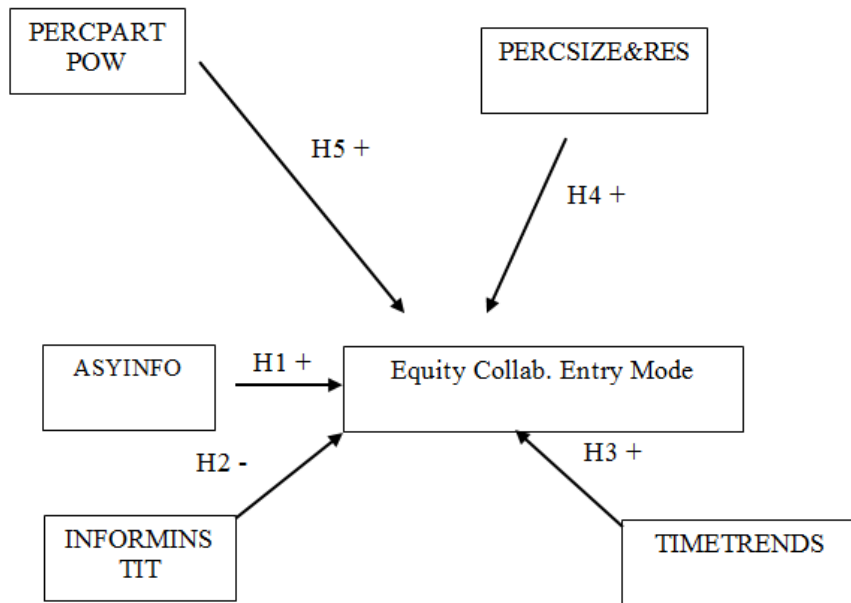 PERCPART
POW
PERCSIZE&RES
H5 +
H4 +
ASYINFO
H1 +
Equity Collab. Entry Mode
H2 -
H3 +
INFORMINS
TIT
TIMETRENDS